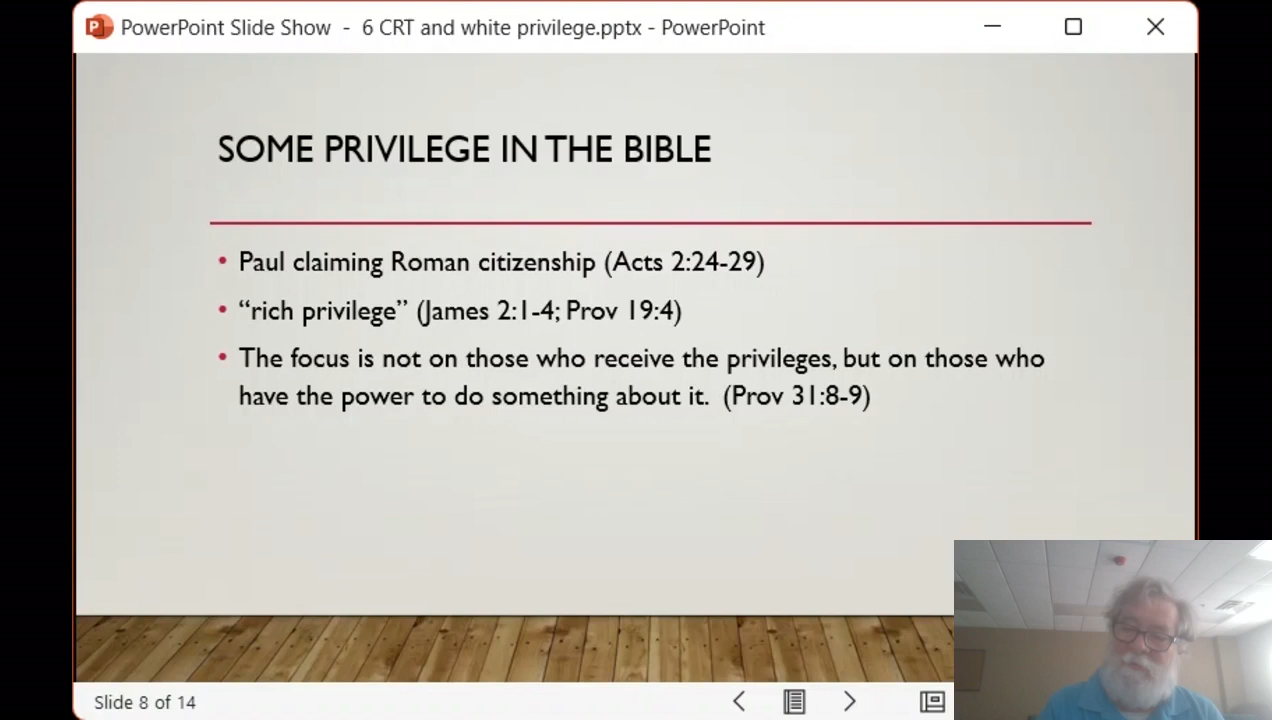 PowerPoint Slide Show - 6 CRT and white privilege.pptx - PowerPoint
SOME PRIVILEGE IN THE BIBLE
• Paul claiming Roman citizenship (Acts 2:24-29)
• “rich privilege” (James 2:1-4; Prov 19:4)
• The focus is not on those who receive the privileges, but on those who
have the power to do something about it. (Prov 31:8-9)
Slide 8 of 14